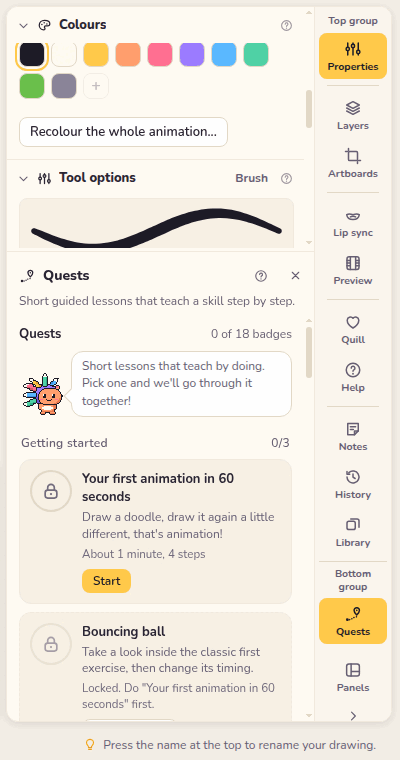 Colours
+
Recolour the whole animation...
Tool options
Brush
Quests
Short guided lessons that teach a skill step by step.
Quests
0 of 18 badges
Short lessons that teach by doing.
Pick one and we'll go through it
together!
Getting started
0/3
Your first animation in 60
seconds
Draw a doodle, draw it again a little
different, that's animation!
About 1 minute, 4 steps
Start
Bouncing ball
Take a look inside the classic first
exercise, then change its timing.
Locked. Do "Your first animation in 60
seconds" first.
Top group
Properties
Layers
Artboards
Lip sync
Preview
Quill
Help
Notes
History
Library
Bottom
group
Quests
Panels
Press the name at the top to rename your drawing.